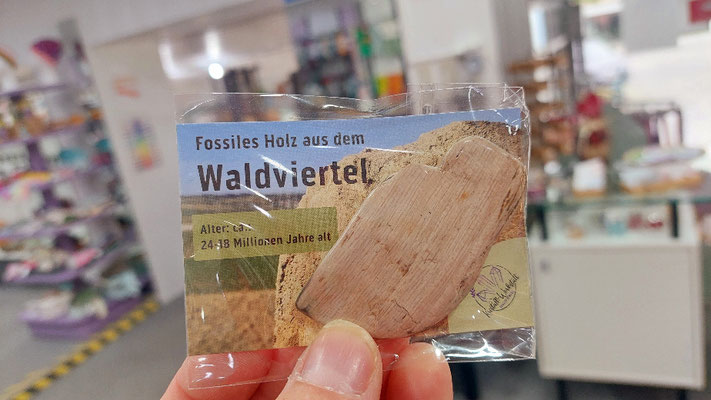 Fossiles Holz aus dem
Waldviertel
Alter: ca.
24-18 Millionen Jahre alt